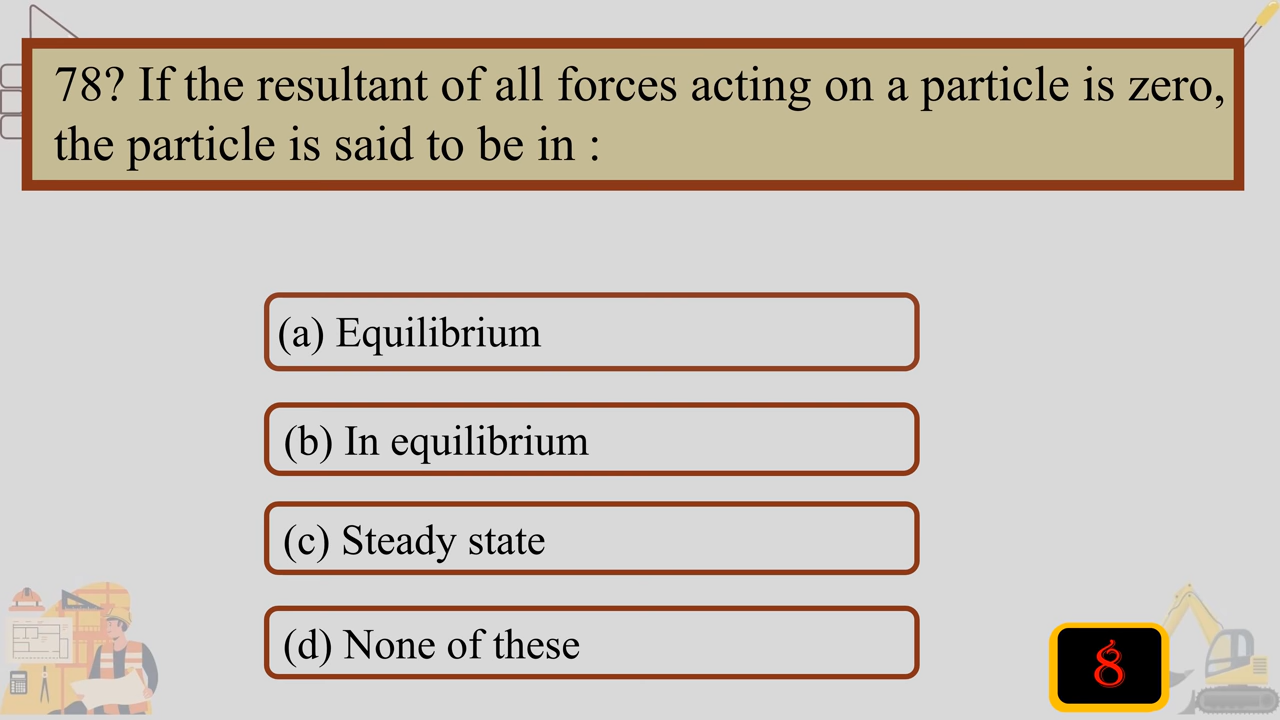 78? If the resultant of all forces acting on a particle is zero,
the particle is said to be in :
(a) Equilibrium
(b) In equilibrium
(c) Steady state
(d) None of these
8